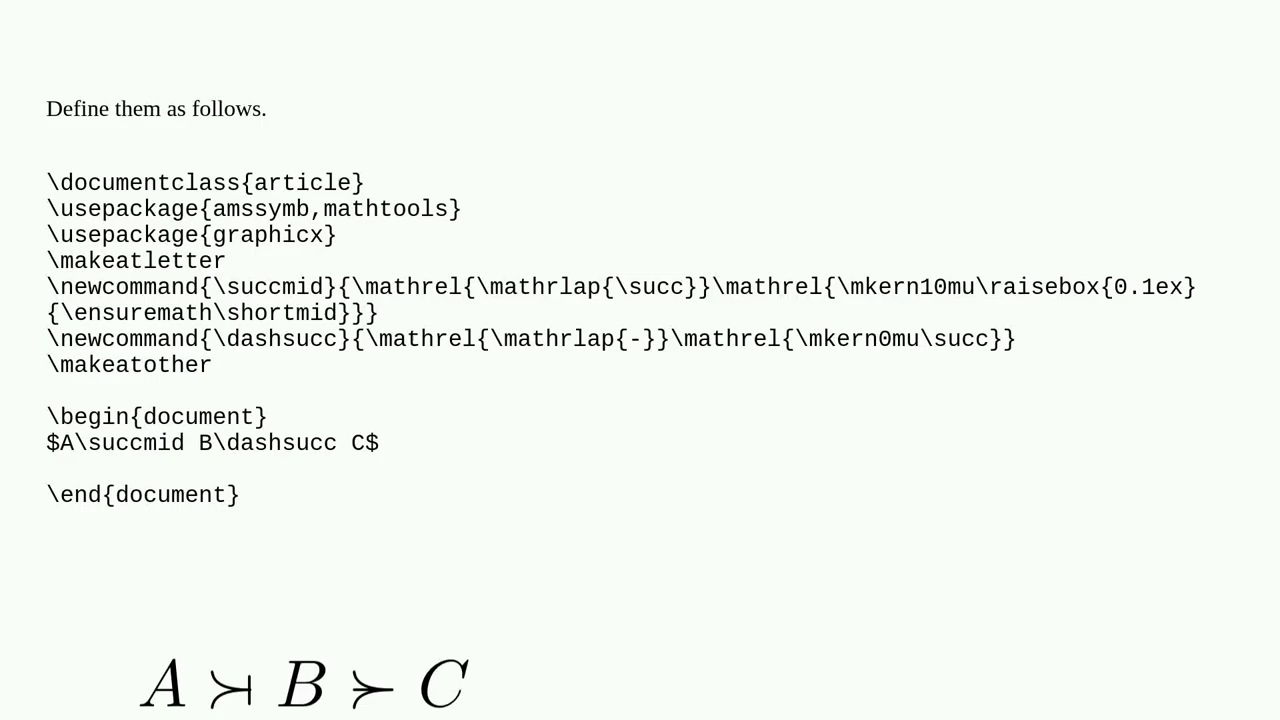 Define them as follows.
\documentclass{article}
\usepackage{amssymb,mathtools}
\usepackage{graphicx}
\makeatletter
\newcommand{\succmid}{\mathrel{\mathrlap{\succ}}\mathrel{\mkern10mu\raisebox{0.1ex}
{\ensuremath\shortmid}}}
\newcommand{\dashsucc}{\mathrel{\mathrlap{-}}\mathrel{\mkern0mu\succ}}
\makeatother
\begin{document}
$A\succmid B\dashsucc C$
\end{document}
A ≻| B ≻ C